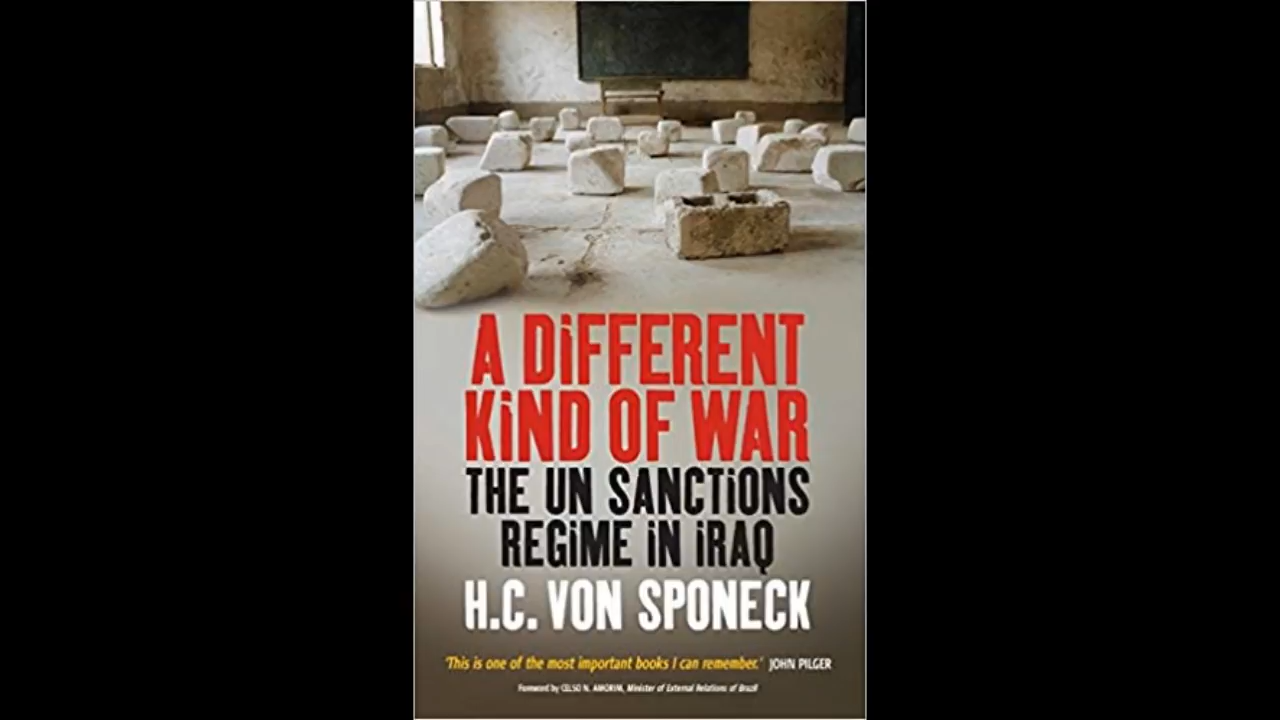 A DiFFERENT
KiND OF WAR
THE UN SANCTiONS
REGiME iN iRAQ
H.C. VON SPONECK
'This is one of the most important books I can remember.' JOHN PILGER
Foreword by CELSO N. AMORIM, Minister of External Relations of Brazil